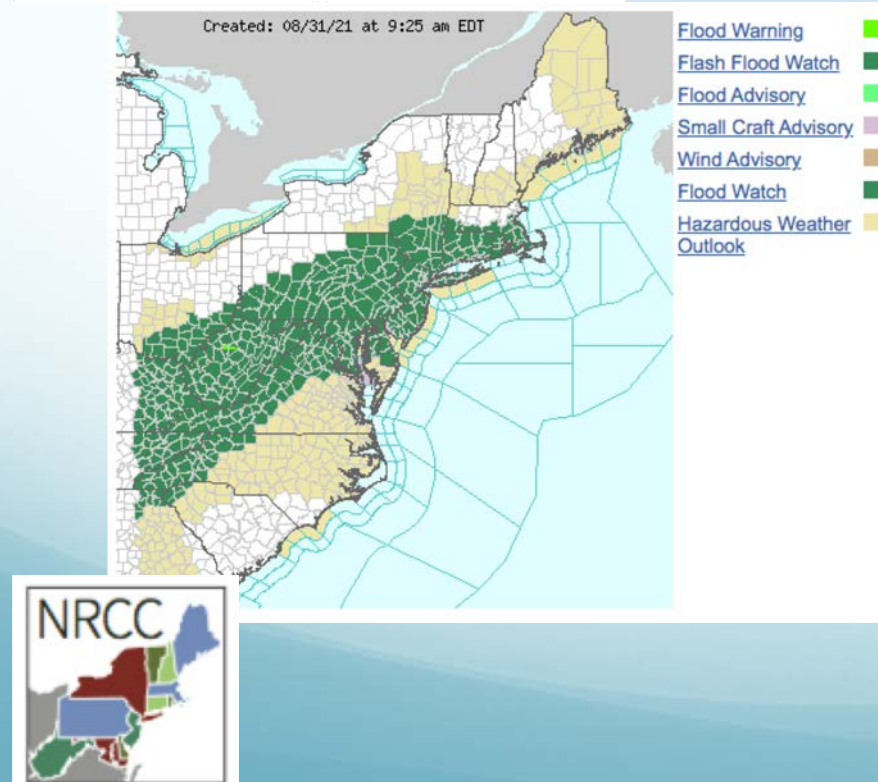 Created: 08/31/21 at 9:25 am EDT
Flood Warning
Flash Flood Watch
Flood Advisory
Small Craft Advisory
Wind Advisory
Flood Watch
Hazardous Weather
Outlook
NRCC